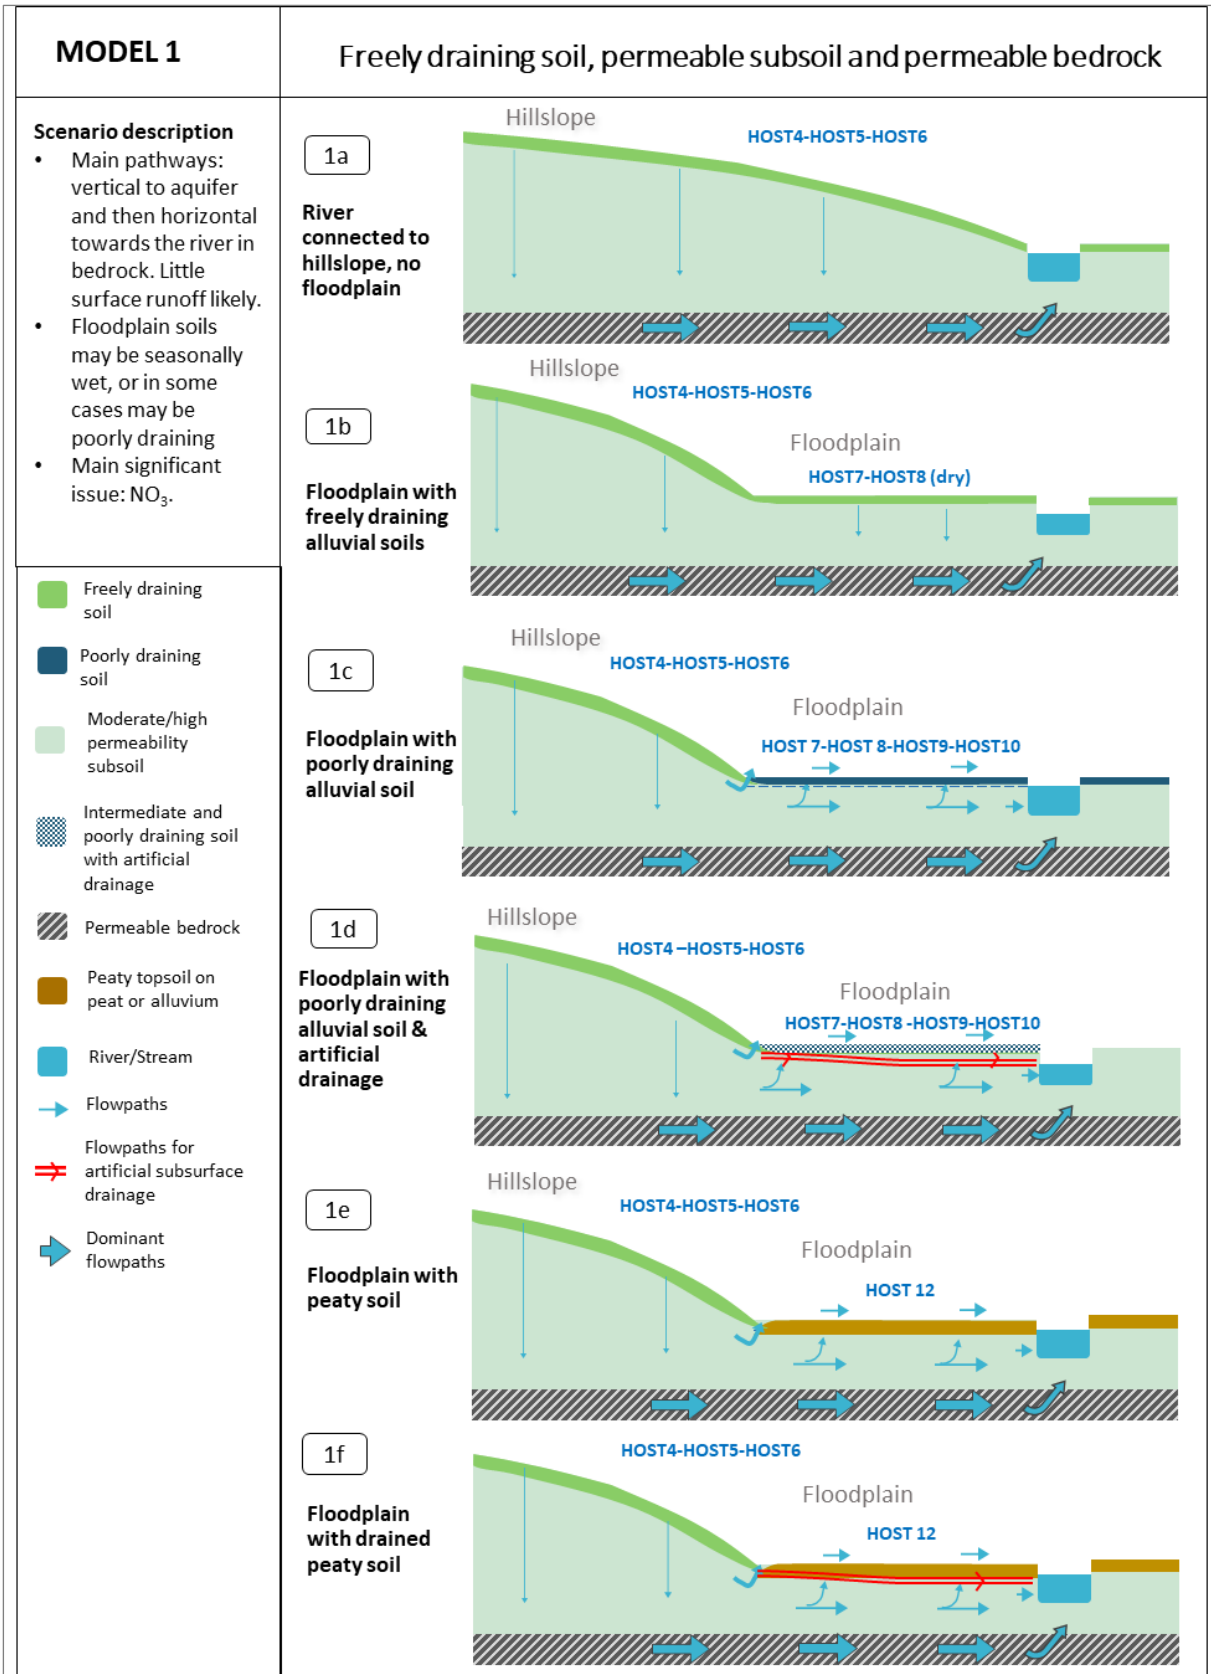 MODEL 1
Freely draining soil, permeable subsoil and permeable bedrock
Scenario description
• Main pathways:
vertical to aquifer
and then horizontal
towards the river in
bedrock. Little
surface runoff likely.
• Floodplain soils
may be seasonally
wet, or in some
cases may be
poorly draining
• Main significant
issue: NO₃.
Freely draining
soil
Poorly draining
soil
Moderate/high
permeability
subsoil
Intermediate and
poorly draining soil
with artificial
drainage
Permeable bedrock
Peaty topsoil on
peat or alluvium
River/Stream
Flowpaths
Flowpaths for
artificial subsurface
drainage
Dominant
flowpaths
Hillslope
HOST4-HOST5-HOST6
1a
River
connected to
hillslope, no
floodplain
Hillslope
HOST4-HOST5-HOST6
1b
Floodplain
HOST7-HOST8 (dry)
Floodplain with
freely draining
alluvial soils
Hillslope
HOST4-HOST5-HOST6
1c
Floodplain
HOST 7-HOST 8-HOST9-HOST10
Floodplain with
poorly draining
alluvial soil
Hillslope
1d
HOST4 –HOST5-HOST6
Floodplain with
poorly draining
alluvial soil &
artificial
drainage
Floodplain
HOST7-HOST8 -HOST9-HOST10
Hillslope
1e
HOST4-HOST5-HOST6
Floodplain
Floodplain with
peaty soil
HOST 12
1f
HOST4-HOST5-HOST6
Floodplain
Floodplain
with drained
peaty soil
HOST 12